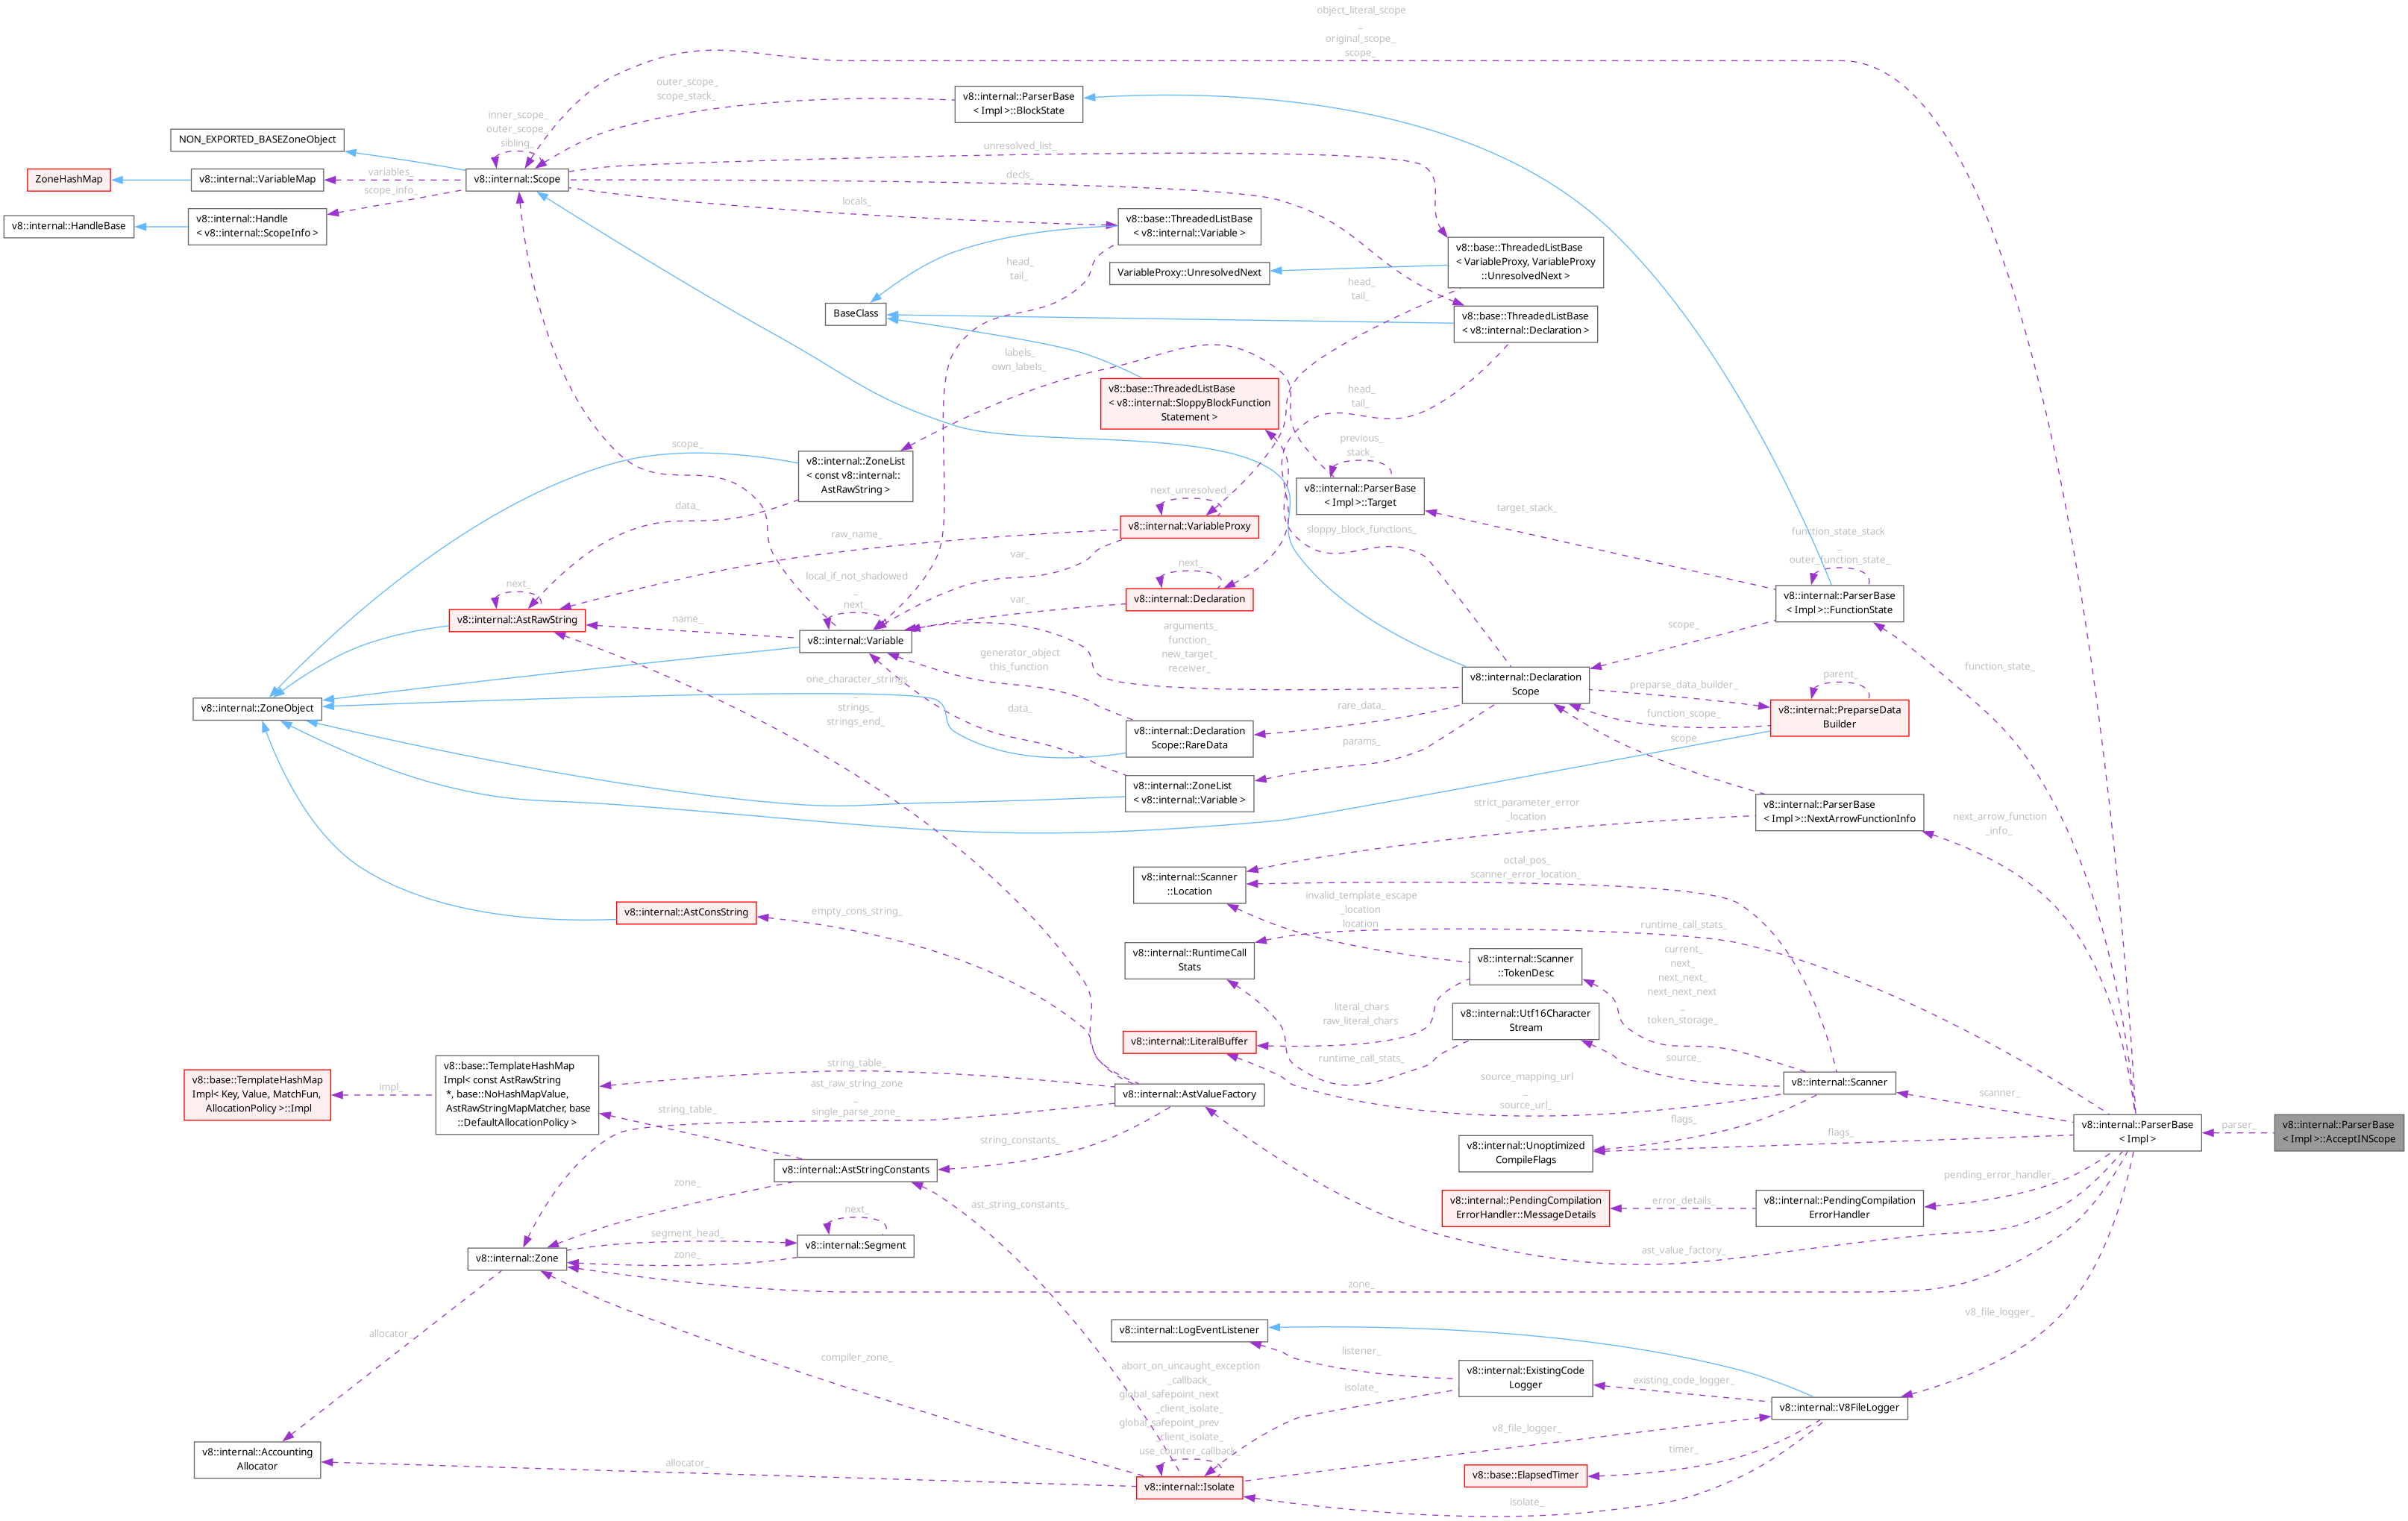 object_literal_scope
_
original_scope_
scope_
outer_scope_
scope_stack_
v8::internal::ParserBase
< Impl >::BlockState
inner_scope_
outer_scope_
sibling_
NON_EXPORTED_BASEZoneObject
unresolved_list_
ZoneHashMap
v8::internal::VariableMap
variables_
scope_info_
v8::internal::Scope
decls_
locals_
v8::internal::HandleBase
v8::internal::Handle
< v8::internal::ScopeInfo >
v8::base::ThreadedListBase
< v8::internal::Variable >
v8::base::ThreadedListBase
< VariableProxy, VariableProxy
::UnresolvedNext >
head_
tail_
VariableProxy::UnresolvedNext
head_
tail_
BaseClass
v8::base::ThreadedListBase
< v8::internal::Declaration >
labels_
own_labels_
v8::base::ThreadedListBase
< v8::internal::SloppyBlockFunction
Statement >
head_
tail_
scope_
v8::internal::ZoneList
< const v8::internal::
AstRawString >
previous_
stack_
v8::internal::ParserBase
< Impl >::Target
data_
next_unresolved_
target_stack_
v8::internal::VariableProxy
raw_name_
var_
sloppy_block_functions_
function_state_stack
_
outer_function_state_
local_if_not_shadowed
_
next_
next_
next_
v8::internal::Declaration
var_
v8::internal::ParserBase
< Impl >::FunctionState
v8::internal::AstRawString
name_
v8::internal::Variable
arguments_
function_
new_target_
receiver_
scope_
generator_object
this_function
function_state_
v8::internal::Declaration
Scope
preparse_data_builder_
parent_
one_character_strings
_
strings_
strings_end_
data_
v8::internal::ZoneObject
rare_data_
function_scope_
v8::internal::PreparseData
Builder
v8::internal::Declaration
Scope::RareData
params_
scope
v8::internal::ZoneList
< v8::internal::Variable >
strict_parameter_error
_location
v8::internal::ParserBase
< Impl >::NextArrowFunctionInfo
next_arrow_function
_info_
octal_pos_
scanner_error_location_
v8::internal::Scanner
::Location
invalid_template_escape
_location
location
v8::internal::AstConsString
empty_cons_string_
runtime_call_stats_
v8::internal::RuntimeCall
Stats
v8::internal::Scanner
::TokenDesc
current_
next_
next_next_
next_next_next
_
token_storage_
literal_chars
raw_literal_chars
v8::internal::Utf16Character
Stream
v8::internal::LiteralBuffer
runtime_call_stats_
source_
v8::base::TemplateHashMap
Impl< Key, Value, MatchFun,
AllocationPolicy >::Impl
impl_
v8::base::TemplateHashMap
Impl< const AstRawString
*, base::NoHashMapValue,
AstRawStringMapMatcher, base
::DefaultAllocationPolicy >
string_table_
ast_raw_string_zone
_
single_parse_zone_
string_table_
v8::internal::AstValueFactory
source_mapping_url
_
source_url_
v8::internal::Scanner
scanner_
flags_
flags_
v8::internal::ParserBase
< Impl >
parser_
v8::internal::ParserBase
< Impl >::AcceptINScope
string_constants_
v8::internal::Unoptimized
CompileFlags
v8::internal::AstStringConstants
zone_
ast_string_constants_
pending_error_handler_
v8::internal::PendingCompilation
ErrorHandler::MessageDetails
error_details_
v8::internal::PendingCompilation
ErrorHandler
next_
segment_head_
v8::internal::Segment
v8::internal::Zone
zone_
ast_value_factory_
zone_
v8_file_logger_
allocator_
v8::internal::LogEventListener
compiler_zone_
listener_
abort_on_uncaught_exception
_callback_
global_safepoint_next
_client_isolate_
global_safepoint_prev
_client_isolate_
use_counter_callback_
isolate_
v8::internal::ExistingCode
Logger
existing_code_logger_
v8::internal::V8FileLogger
v8_file_logger_
v8::internal::Accounting
Allocator
allocator_
timer_
v8::internal::Isolate
v8::base::ElapsedTimer
isolate_